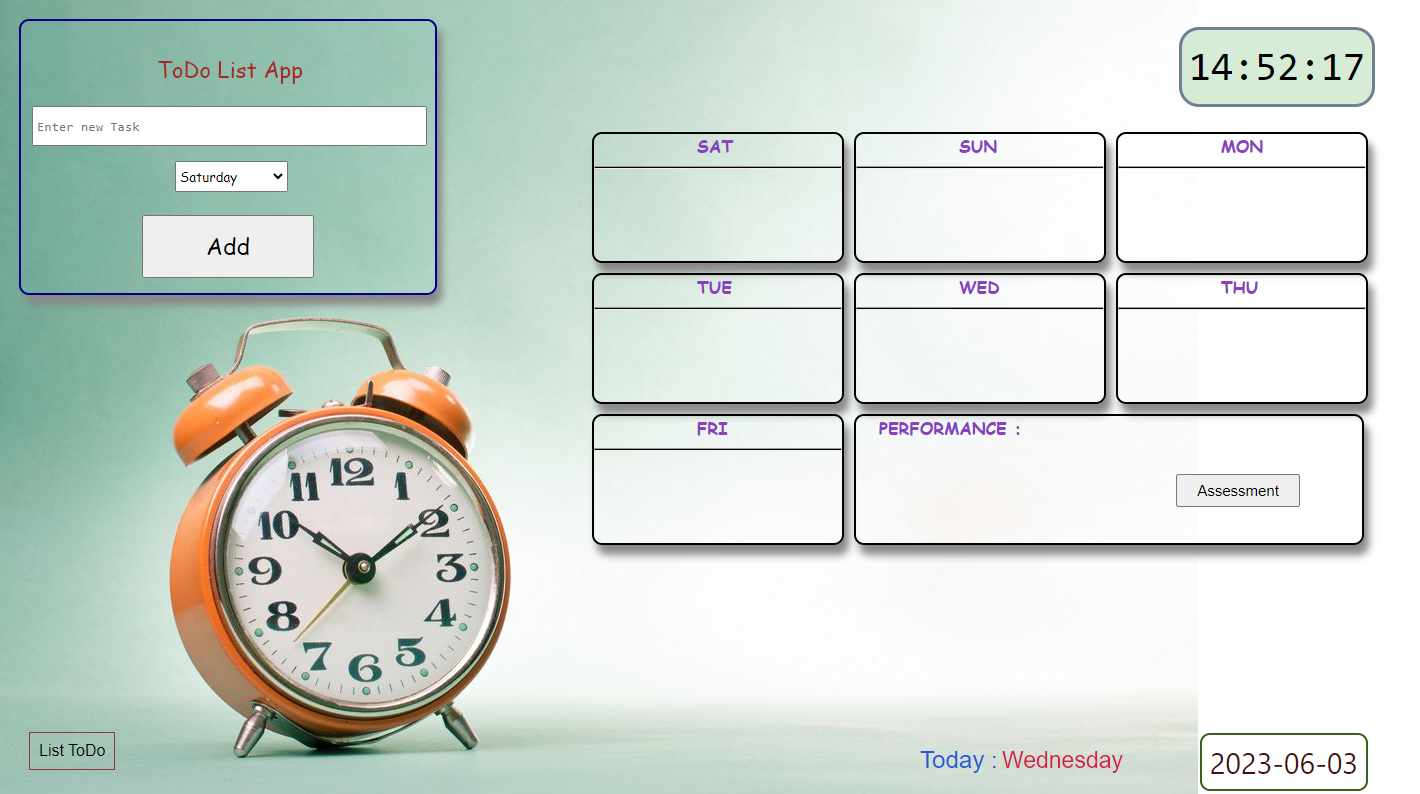 ToDo List App
Enter new Task
Saturday
Add
14:52:17
SAT
SUN
MON
TUE
WED
THU
FRI
PERFORMANCE :
Assessment
12
1
2
3
4
5
6
7
8
9
10
11
List ToDo
Today : Wednesday
2023-06-03